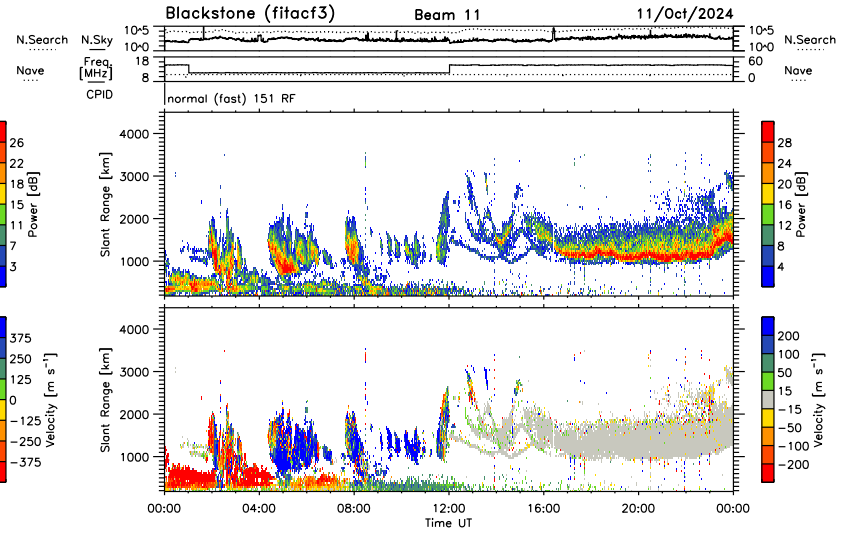 Blackstone (fitacf3) Beam 11 11/Oct/2024
N.Search N.Sky 10^5 10^0 10^5 10^0 N.Search
Nave Freq. [MHz] 18 8 60 0 Nave
CPID normal (fast) 151 RF
Power [dB] 26 22 18 15 11 7 3
Slant Range [km] 4000 3000 2000 1000
28 24 20 16 12 8 4 Power [dB]
Velocity [m s⁻¹] 375 250 125 0 −125 −250 −375
Slant Range [km] 4000 3000 2000 1000
200 100 50 15 −15 −50 −100 −200 Velocity [m s⁻¹]
00:00 04:00 08:00 12:00 16:00 20:00 00:00
Time UT